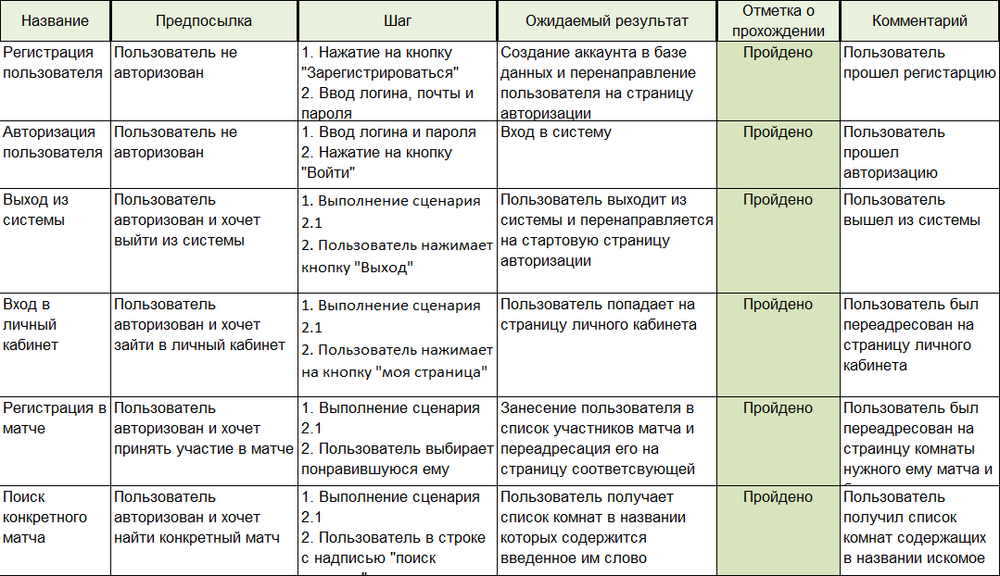 Название
Предпосылка
Шаг
Ожидаемый результат
Отметка о
прохождении
Комментарий
Регистрация
пользователя
Пользователь не
авторизован
1. Нажатие на кнопку
"Зарегистрироваться"
2. Ввод логина, почты и
пароля
Создание аккаунта в базе
данных и перенаправление
пользователя на страницу
авторизации
Пройдено
Пользователь
прошел регистарцию
Авторизация
пользователя
Пользователь не
авторизован
1. Ввод логина и пароля
2. Нажатие на кнопку
"Войти"
Вход в систему
Пройдено
Пользователь
прошел
авторизацию
Выход из
системы
Пользователь
авторизован и хочет
выйти из системы
1. Выполнение сценария
2.1
2. Пользователь нажимает
кнопку "Выход"
Пользователь выходит из
системы и перенаправляется
на стартовую страницу
авторизации
Пройдено
Пользователь
вышел из системы
Вход в
личный
кабинет
Пользователь
авторизован и хочет
зайти в личный кабинет
1. Выполнение сценария
2.1
2. Пользователь нажимает
на кнопку "моя страница"
Пользователь попадает на
страницу личного кабинета
Пройдено
Пользователь был
переадресован на
страницу личного
кабинета
Регистрация в
матче
Пользователь
авторизован и хочет
принять участие в матче
1. Выполнение сценария
2.1
2. Пользователь выбирает
понравившуюся ему
Занесение пользователя в
список участников матча и
переадресация его на
страницу соответсвующей
Пройдено
Пользователь был
переадресован на
страинцу комнаты
нужного ему матча и
Поиск
конкретного
матча
Пользователь
авторизован и хочет
найти конкретный матч
1. Выполнение сценария
2.1
2. Пользователь в строке
с надписью "поиск
Пользователь получает
список комнат в названии
которых содержится
введенное им слово
Пройдено
Пользователь
получил список
комнат содержащих
в названии искомое